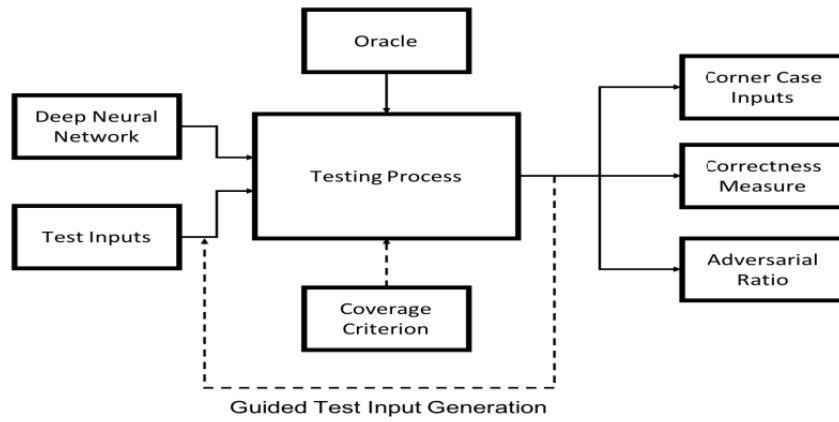 Oracle
Deep Neural
Network
Test Inputs
Testing Process
Coverage
Criterion
Corner Case
Inputs
Correctness
Measure
Adversarial
Ratio
Guided Test Input Generation